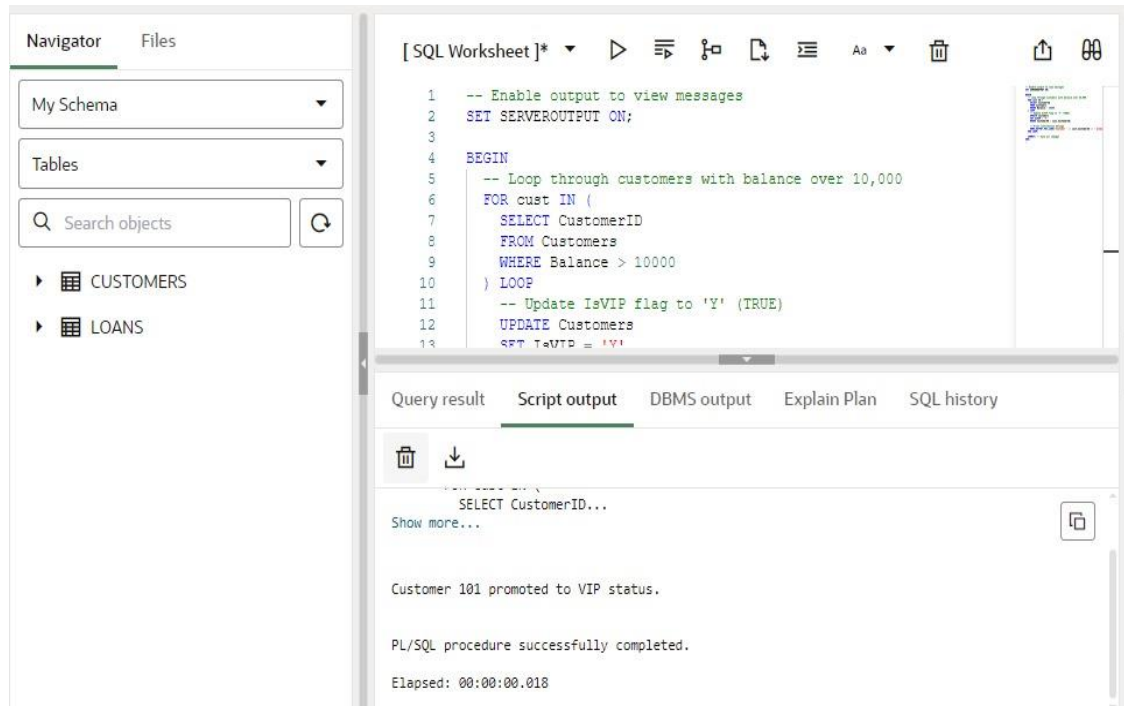 Navigator Files
My Schema
Tables
Search objects
CUSTOMERS
LOANS
[ SQL Worksheet ]* Aa
1 -- Enable output to view messages
2 SET SERVEROUTPUT ON;
3
4 BEGIN
5 -- Loop through customers with balance over 10,000
6 FOR cust IN (
7 SELECT CustomerID
8 FROM Customers
9 WHERE Balance > 10000
10 ) LOOP
11 -- Update IsVIP flag to 'Y' (TRUE)
12 UPDATE Customers
13 SET IsVIP = 'Y'
Query result Script output DBMS output Explain Plan SQL history
SELECT CustomerID...
Show more...
Customer 101 promoted to VIP status.
PL/SQL procedure successfully completed.
Elapsed: 00:00:00.018